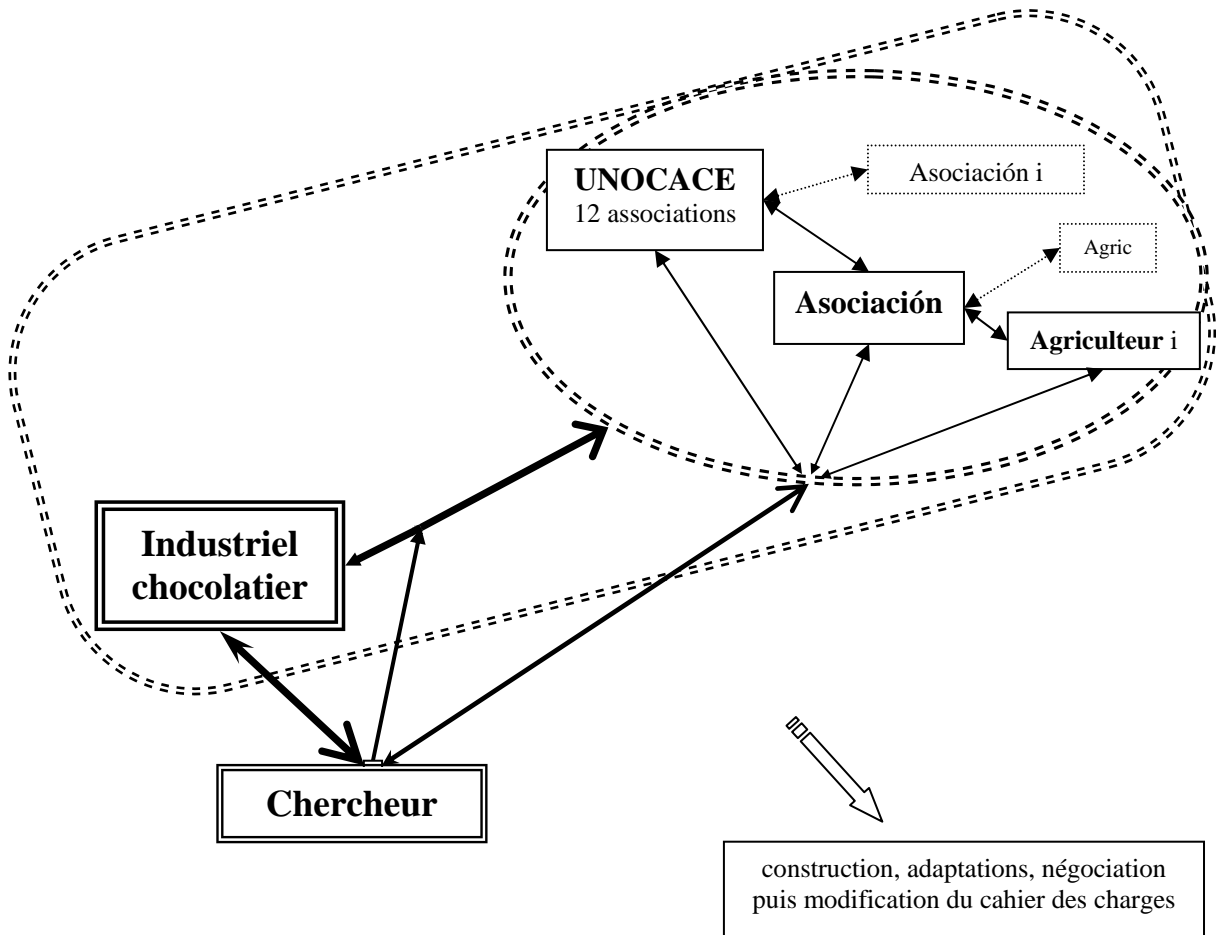 UNOCACE
12 associations
Asociación i
Agric
Asociación
Agriculteur i
Industriel
chocolatier
Chercheur
construction, adaptations, négociation
puis modification du cahier des charges